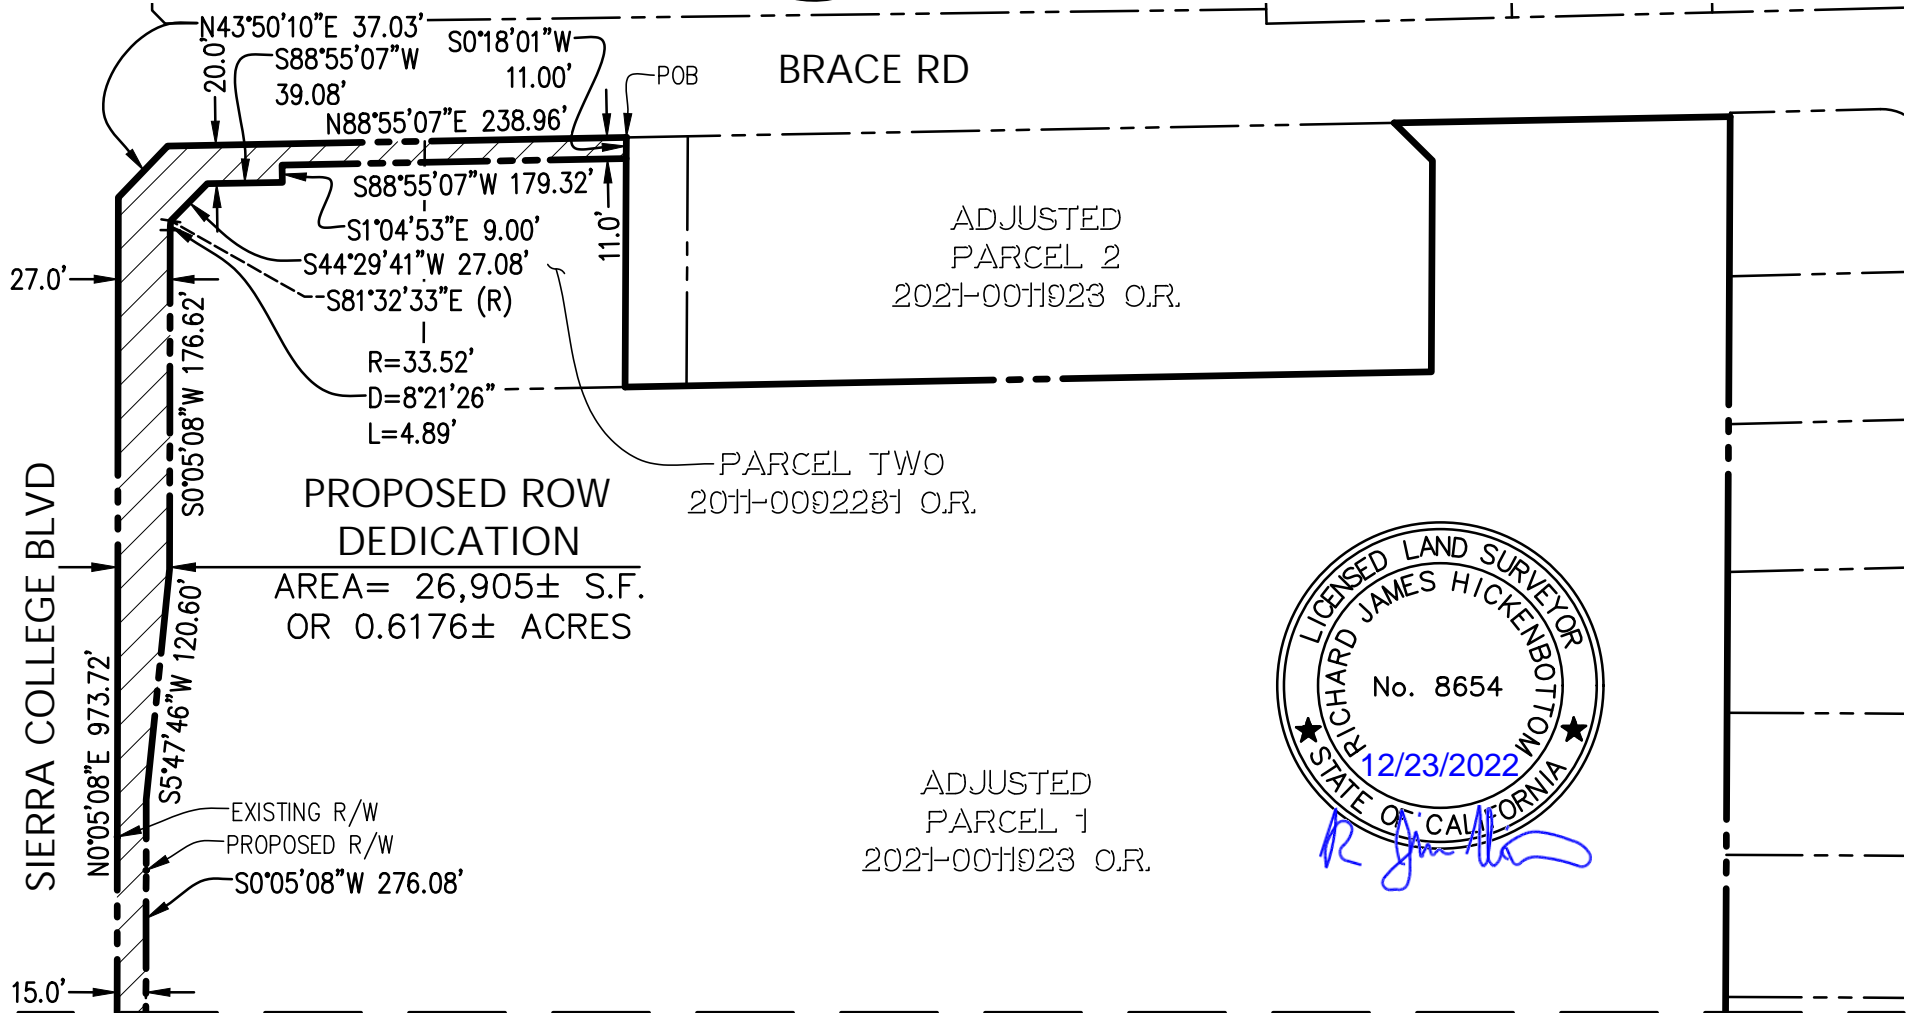 N43°50'10"E 37.03'
20.0'
S88°55'07"W
39.08'
S0°18'01"W
11.00'
POB
BRACE RD
N88°55'07"E 238.96'
S88°55'07"W 179.32'
S1°04'53"E 9.00'
11.0'
S44°29'41"W 27.08'
S81°32'33"E (R)
27.0'
S0°05'08"W 176.62'
R=33.52'
D=8°21'26"
L=4.89'
ADJUSTED
PARCEL 2
2021-0011923 O.R.
PARCEL TWO
2011-0092281 O.R.
PROPOSED ROW
DEDICATION
AREA= 26,905± S.F.
OR 0.6176± ACRES
SIERRA COLLEGE BLVD
N0°05'08"E 973.72'
S5°47'46"W 120.60'
EXISTING R/W
PROPOSED R/W
S0°05'08"W 276.08'
15.0'
ADJUSTED
PARCEL 1
2021-0011923 O.R.
LICENSED LAND SURVEYOR
RICHARD JAMES HICKENBOTTOM
No. 8654
12/23/2022
STATE OF CALIFORNIA